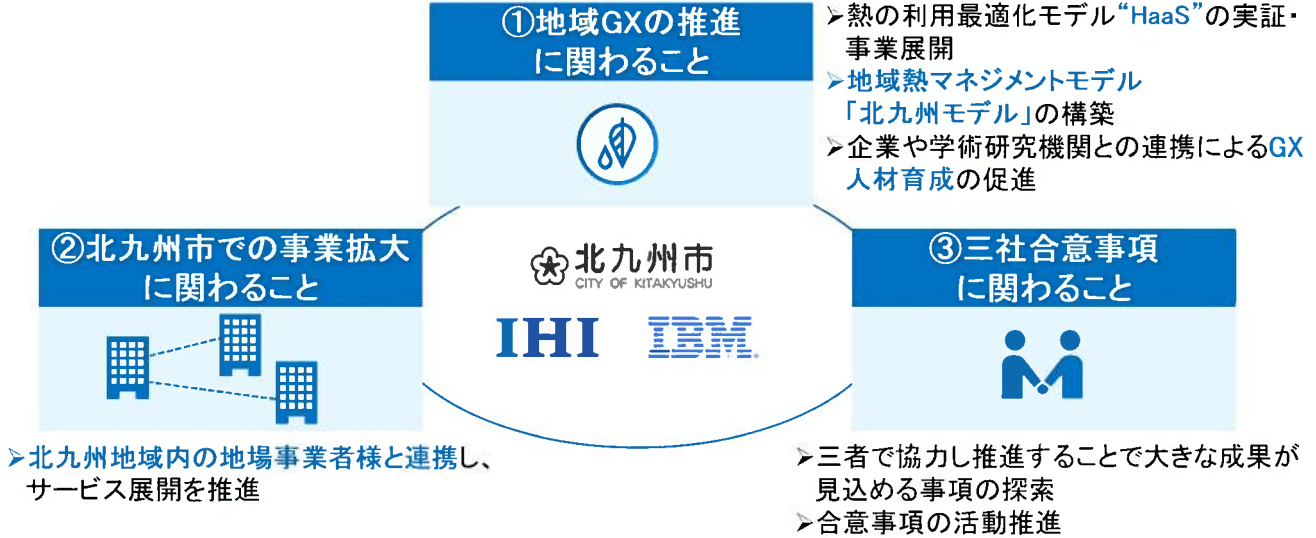 ①地域GXの推進
に関わること
➢熱の利用最適化モデル“HaaS”の実証・
事業展開
➢地域熱マネジメントモデル
「北九州モデル」の構築
➢企業や学術研究機関との連携によるGX
人材育成の促進
②北九州市での事業拡大
に関わること
➢北九州地域内の地場事業者様と連携し、
サービス展開を推進
北九州市
CITY OF KITAKYUSHU
IHI IBM.
③三社合意事項
に関わること
➢三者で協力し推進することで大きな成果が
見込める事項の探索
➢合意事項の活動推進